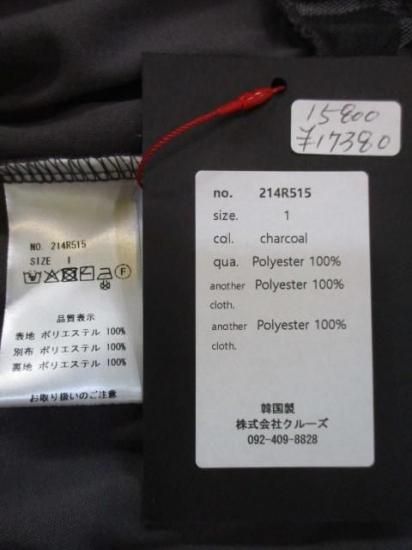 15800
¥17380
no. 214R515
size. 1
col. charcoal
qua. Polyester 100%
another cloth. Polyester 100%
another cloth. Polyester 100%
韓国製
株式会社クルーズ
092-409-8828
NO. 214R515
SIZE 1
F
品質表示
表地 ポリエステル 100%
別布 ポリエステル 100%
裏地 ポリエステル 100%
お取り扱いのご注意